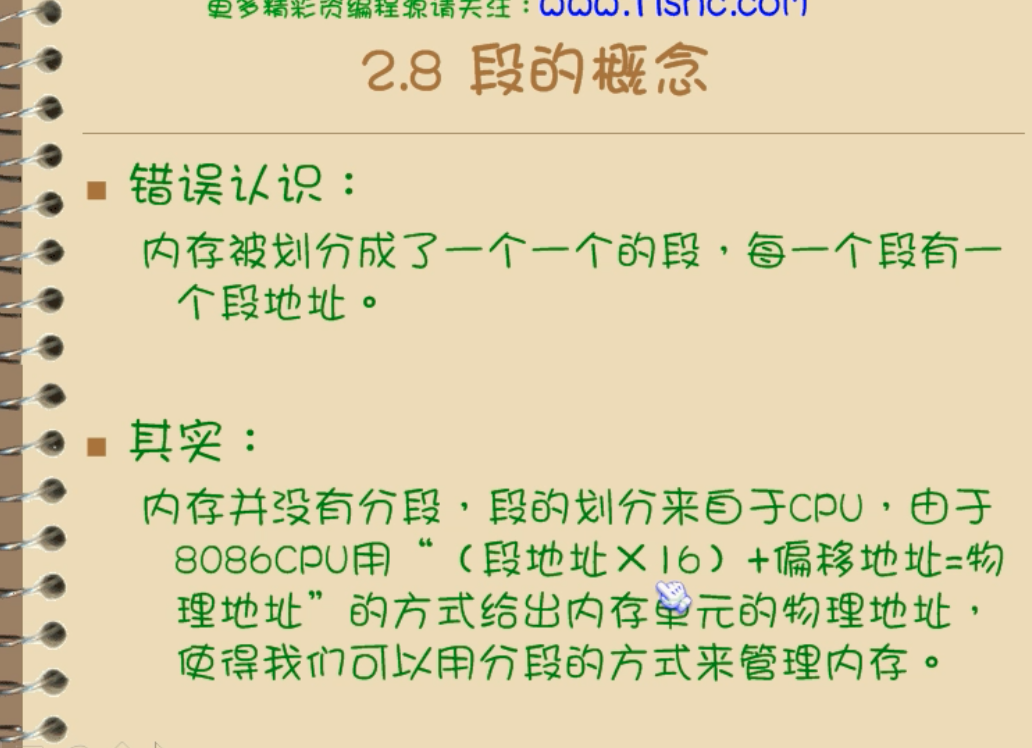 更多精彩资编程源请关注：
2.8 段的概念
错误认识：
内存被划分成了一个一个的段，每一个段有一
个段地址。
其实：
内存并没有分段，段的划分来自于CPU，由于
8086CPU用“（段地址×16）+偏移地址=物
理地址”的方式给出内存单元的物理地址，
使得我们可以用分段的方式来管理内存。